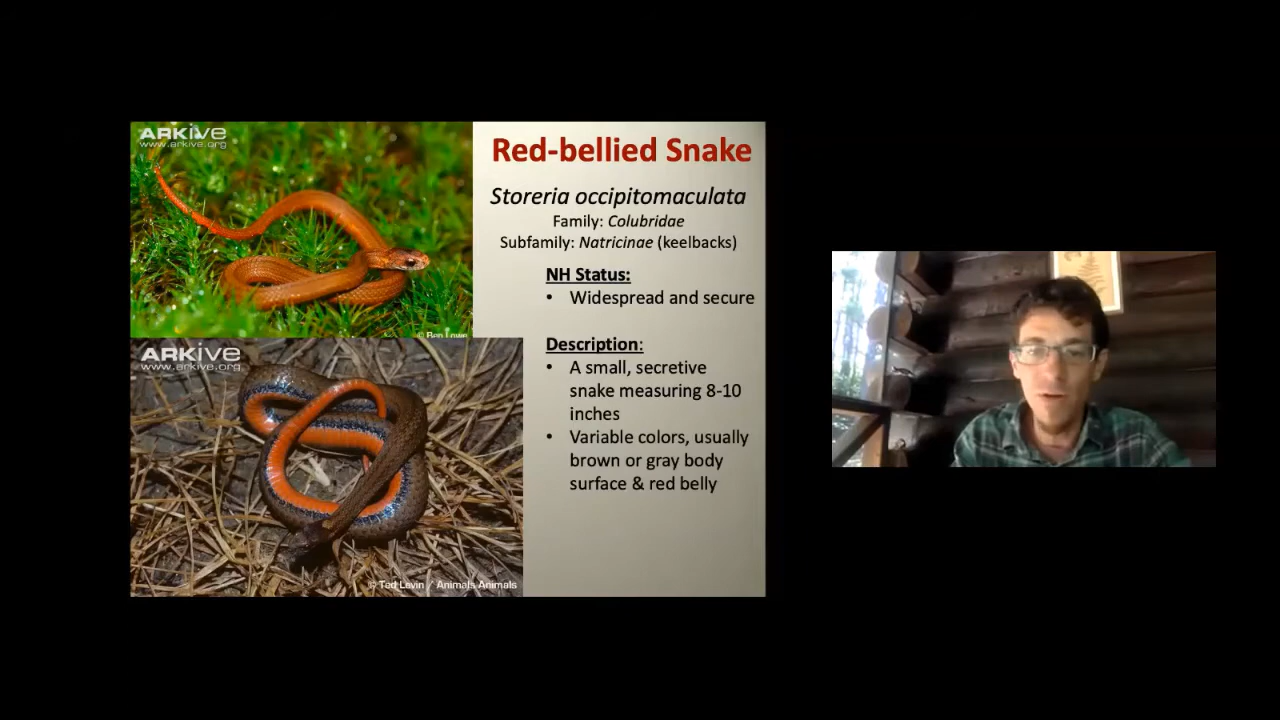 ARKive
www.arkive.org
Red-bellied Snake
Storeria occipitomaculata
Family: Colubridae
Subfamily: Natricinae (keelbacks)
NH Status:
• Widespread and secure
© Ben Lowe
ARKive
www.arkive.org
Description:
• A small, secretive
snake measuring 8-10
inches
• Variable colors, usually
brown or gray body
surface & red belly
© Ted Levin / Animals Animals